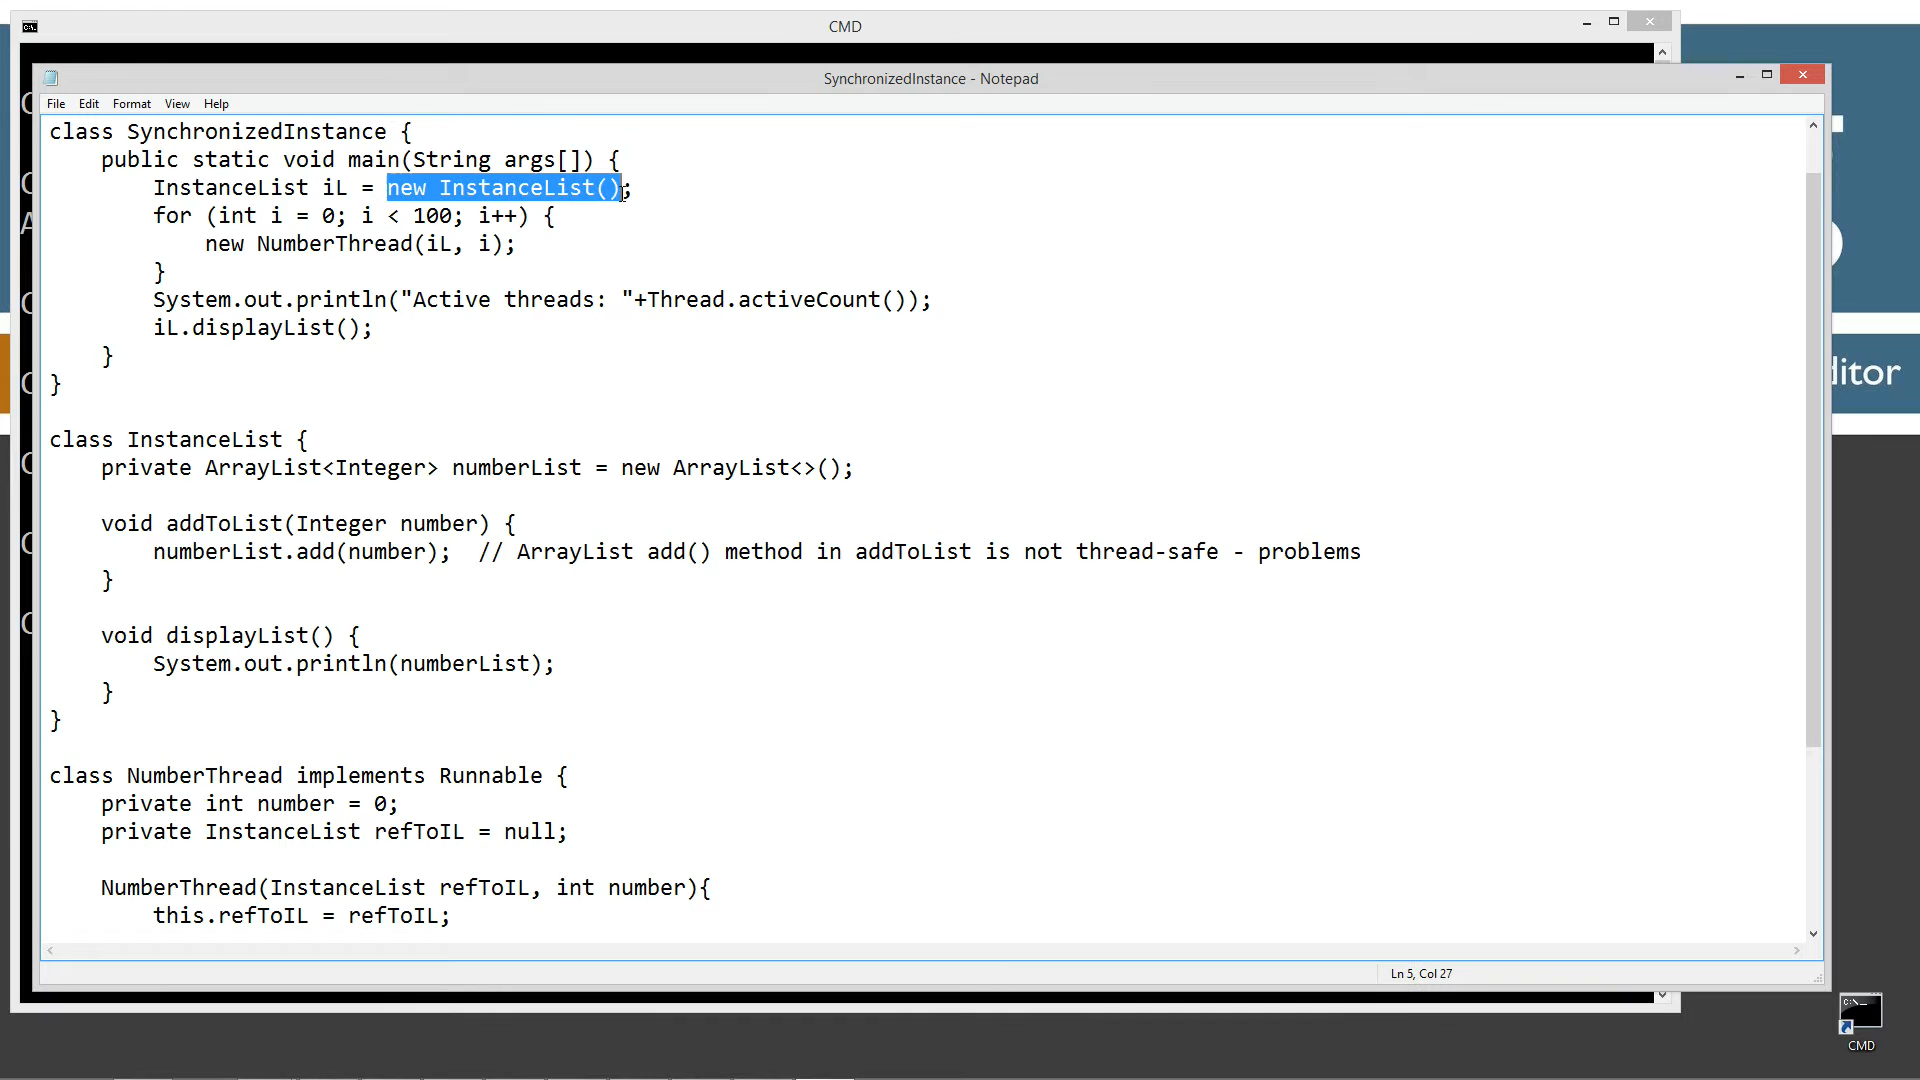 CMD
SynchronizedInstance - Notepad
File Edit Format View Help
class SynchronizedInstance {
public static void main(String args[]) {
InstanceList iL = new InstanceList();
for (int i = 0; i < 100; i++) {
new NumberThread(iL, i);
}
System.out.println("Active threads: "+Thread.activeCount());
iL.displayList();
}
}
class InstanceList {
private ArrayList<Integer> numberList = new ArrayList<>();
void addToList(Integer number) {
numberList.add(number);  // ArrayList add() method in addToList is not thread-safe - problems
}
void displayList() {
System.out.println(numberList);
}
}
class NumberThread implements Runnable {
private int number = 0;
private InstanceList refToIL = null;
NumberThread(InstanceList refToIL, int number){
this.refToIL = refToIL;
Ln 5, Col 27
ditor
CMD